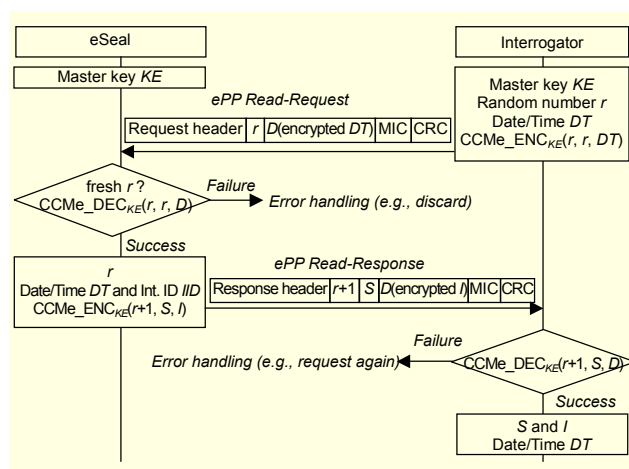 eSeal
Interrogator
Master key KE
Master key KE
Random number r
Date/Time DT
CCMe_ENCKE(r, r, DT)
ePP Read-Request
Request header r D(encrypted DT) MIC CRC
fresh r ?
CCMe_DECKE(r, r, D)
Failure
Error handling (e.g., discard)
Success
r
Date/Time DT and Int. ID IID
CCMe_ENCKE(r+1, S, I)
ePP Read-Response
Response header r+1 S D(encrypted I) MIC CRC
Failure
Error handling (e.g., request again)
CCMe_DECKE(r+1, S, D)
Success
S and I
Date/Time DT